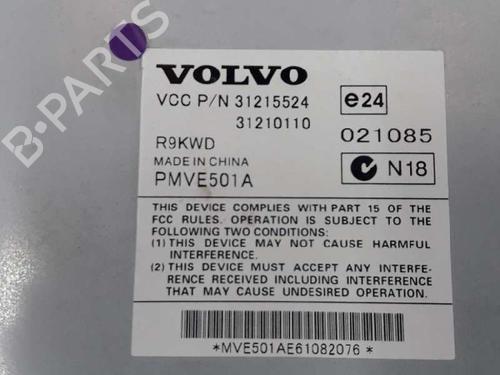 B-PARTS
VOLVO
VCC P/N 31215524 e24
31210110 021085
R9KWD
MADE IN CHINA N18
PMVE501A
THIS DEVICE COMPLIES WITH PART 15 OF THE
FCC RULES. OPERATION IS SUBJECT TO THE
FOLLOWING TWO CONDITIONS:
(1) THIS DEVICE MAY NOT CAUSE HARMFUL
INTERFERENCE.
(2) THIS DEVICE MUST ACCEPT ANY INTERFE-
RENCE RECEIVED INCLUDING INTERFERENCE
THAT MAY CAUSE UNDESIRED OPERATION.
*MVE501AE61082076*